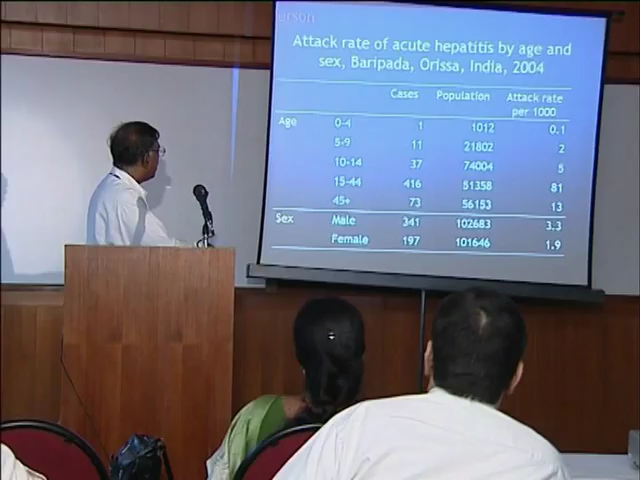 erson
Attack rate of acute hepatitis by age and
sex, Baripada, Orissa, India, 2004
Cases Population Attack rate
per 1000
Age 0-4 1 1012 0.1
5-9 11 21802 2
10-14 37 74004 5
15-44 416 51358 81
45+ 73 56153 13
Sex Male 341 102683 3.3
Female 197 101646 1.9